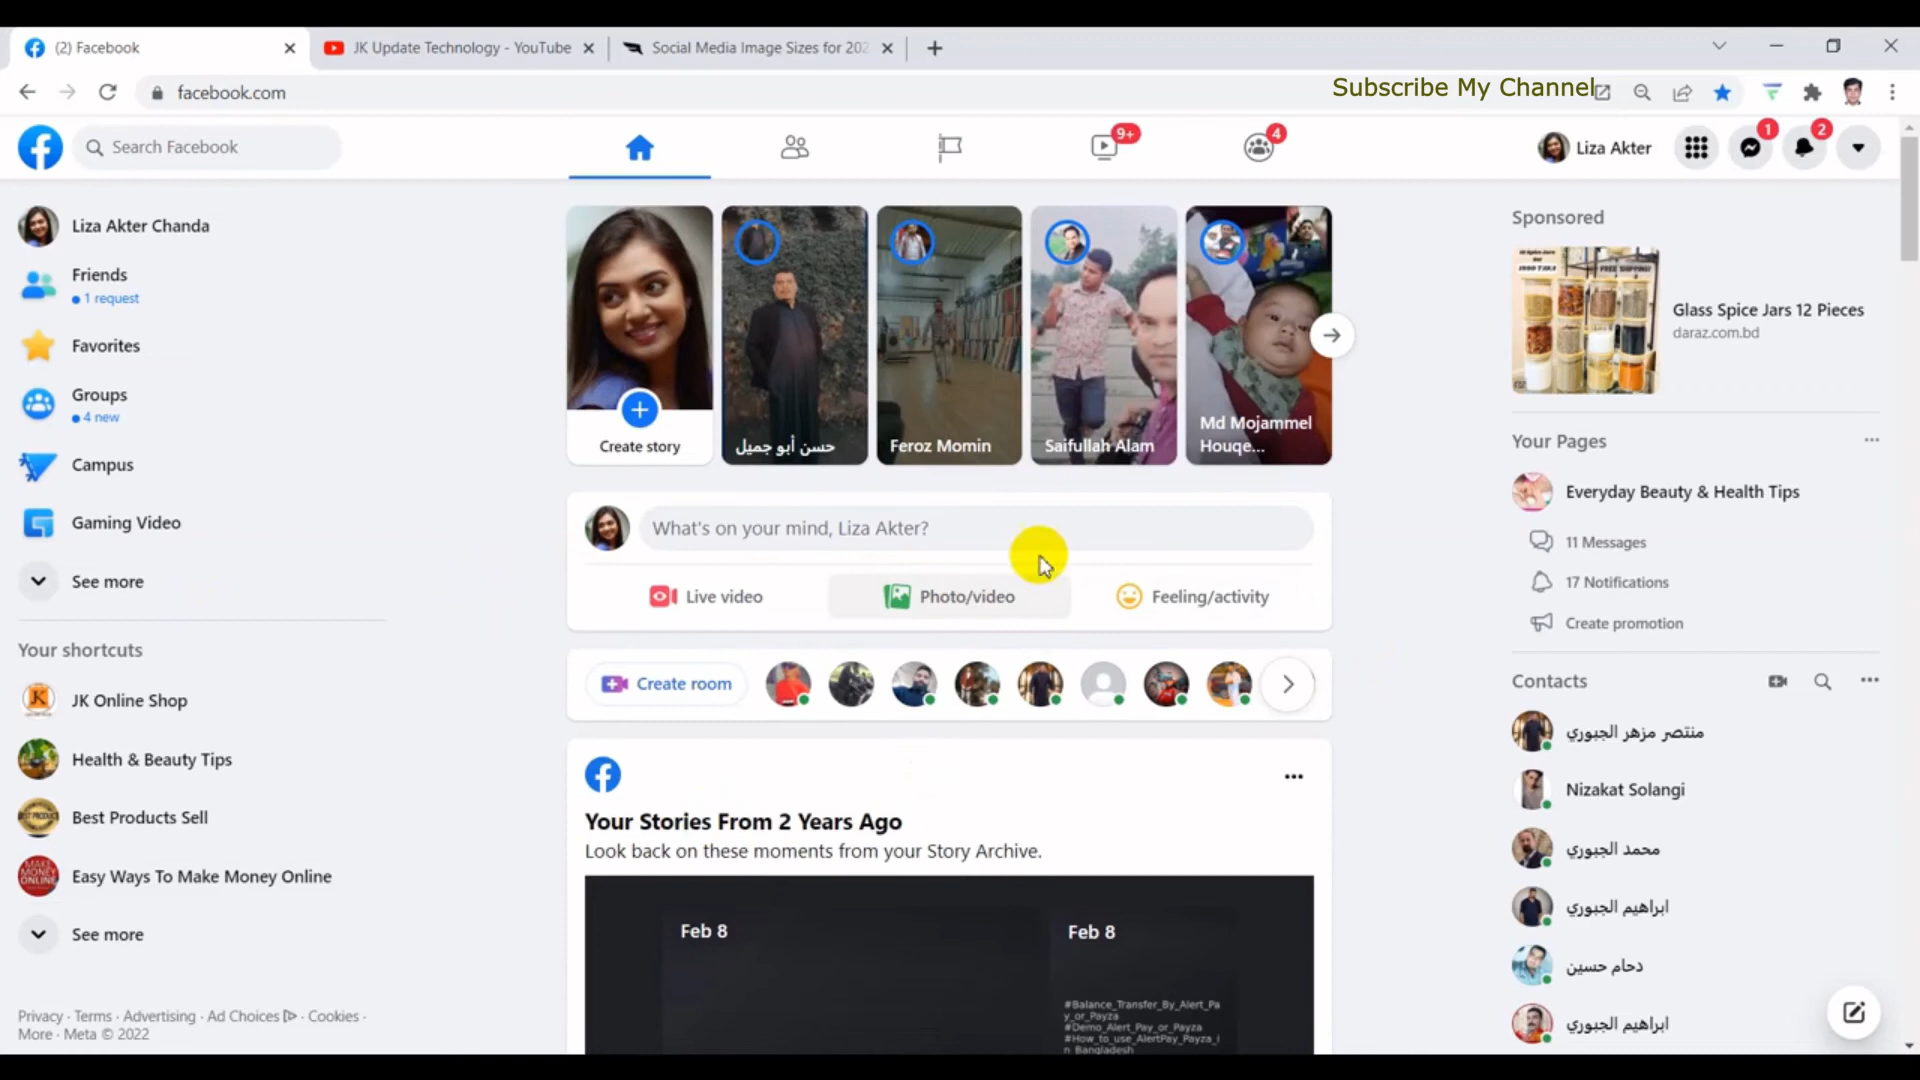 (2) Facebook
JK Update Technology - YouTube
Social Media Image Sizes for 202
facebook.com
Subscribe My Channel
Search Facebook
9+
4
Liza Akter
1
2
Liza Akter Chanda
Friends
1 request
Favorites
Groups
4 new
Campus
Gaming Video
See more
Your shortcuts
JK Online Shop
Health & Beauty Tips
Best Products Sell
Easy Ways To Make Money Online
See more
Privacy · Terms · Advertising · Ad Choices · Cookies ·
More · Meta © 2022
Create story
حسن أبو جميل
Feroz Momin
Saifullah Alam
Md Mojammel
Houqe...
What's on your mind, Liza Akter?
Live video
Photo/video
Feeling/activity
Create room
Your Stories From 2 Years Ago
Look back on these moments from your Story Archive.
Feb 8
Feb 8
#Balance_Transfer_By_Alert_Pa
y_or_Payza
#Demo_Alert_Pay_or_Payza
#How_to_use_AlertPay_Payza_i
n_Bangladesh
Sponsored
FREE SHIPPING!
Glass Spice Jars 12 Pieces
daraz.com.bd
Your Pages
Everyday Beauty & Health Tips
11 Messages
17 Notifications
Create promotion
Contacts
منتصر مزهر الجبوري
Nizakat Solangi
محمد الجبوري
ابراهيم الجبوري
دحام حسين
ابراهيم الجبوري